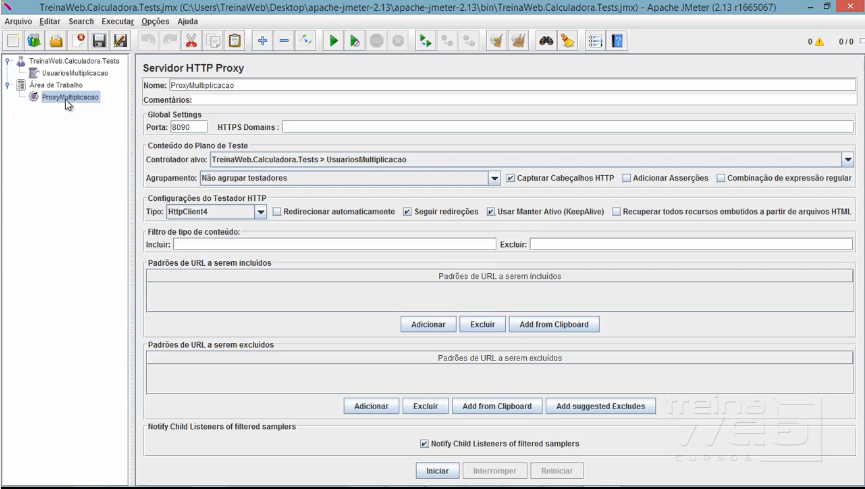 TreinaWeb.Calculadora.Tests.jmx (C:\Users\TreinaWeb\Desktop\apache-jmeter-2.13\apache-jmeter-2.13\bin\TreinaWeb.Calculadora.Tests.jmx) - Apache JMeter (2.13 r1665067)
Arquivo Editar Search Executar Opções Ajuda
0 0 / 0
TreinaWeb.Calculadora.Tests
UsuariosMultiplicacao
Área de Trabalho
ProxyMultiplicacao
Servidor HTTP Proxy
Nome: ProxyMultiplicacao
Comentários:
Global Settings
Porta: 8090 HTTPS Domains :
Conteúdo do Plano de Teste
Controlador alvo: TreinaWeb.Calculadora.Tests > UsuariosMultiplicacao
Agrupamento: Não agrupar testadores Capturar Cabeçalhos HTTP Adicionar Asserções Combinação de expressão regular
Configurações do Testador HTTP
Tipo: HttpClient4 Redirecionar automaticamente Seguir redireções Usar Manter Ativo (KeepAlive) Recuperar todos recursos embutidos a partir de arquivos HTML
Filtro de tipo de conteúdo:
Incluir: Excluir:
Padrões de URL a serem incluídos
Padrões de URL a serem incluídos
Adicionar Excluir Add from Clipboard
Padrões de URL a serem excluídos
Padrões de URL a serem excluídos
Adicionar Excluir Add from Clipboard Add suggested Excludes
Notify Child Listeners of filtered samplers
Notify Child Listeners of filtered samplers
Iniciar Interromper Reiniciar
treina
web
CURSOS